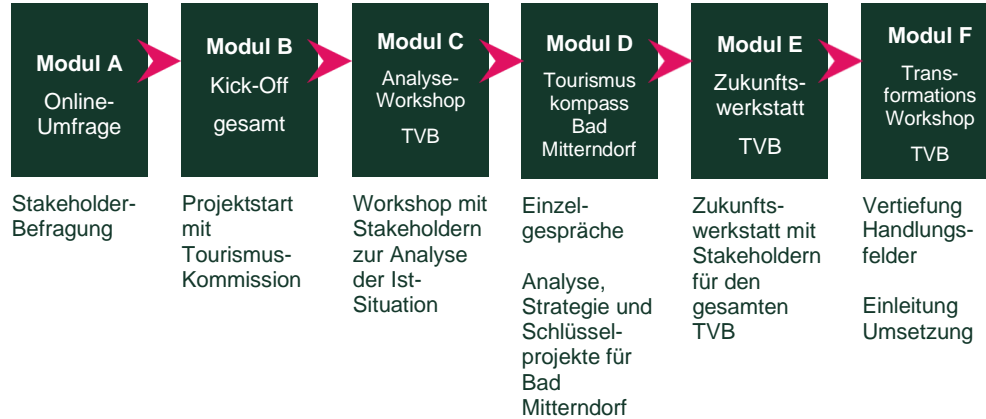 Modul A
Online-
Umfrage
Modul B
Kick-Off
gesamt
Modul C
Analyse-
Workshop
TVB
Modul D
Tourismus
kompass
Bad
Mitterndorf
Modul E
Zukunfts-
werkstatt
TVB
Modul F
Trans-
formations
Workshop
TVB
Stakeholder-
Befragung
Projektstart
mit
Tourismus-
Kommission
Workshop mit
Stakeholdern
zur Analyse
der Ist-
Situation
Einzel-
gespräche
Analyse,
Strategie und
Schlüssel-
projekte für
Bad
Mitterndorf
Zukunfts-
werkstatt mit
Stakeholdern
für den
gesamten
TVB
Vertiefung
Handlungs-
felder
Einleitung
Umsetzung